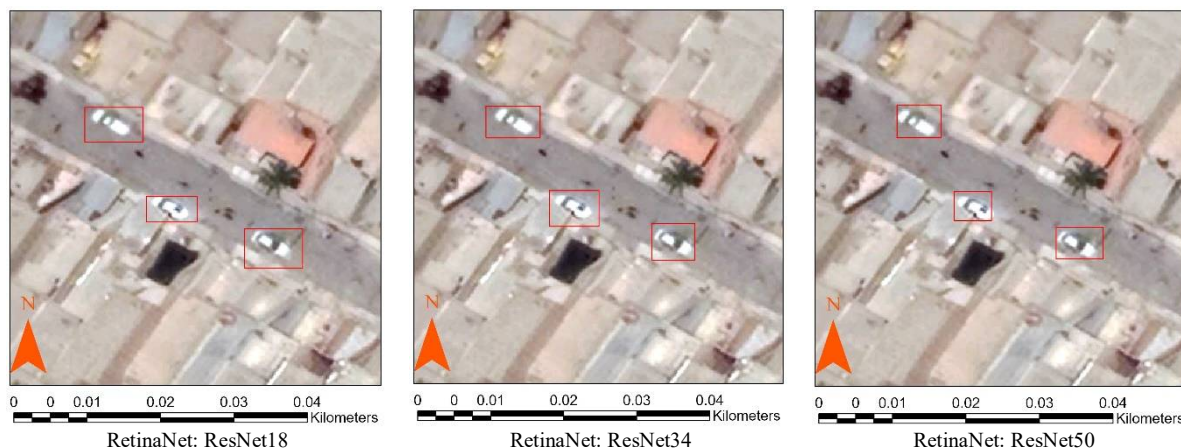 N
N
N
0 0 0.01 0.02 0.03 0.04
Kilometers
0 0 0.01 0.02 0.03 0.04
Kilometers
0 0 0.01 0.02 0.03 0.04
Kilometers
RetinaNet: ResNet18
RetinaNet: ResNet34
RetinaNet: ResNet50